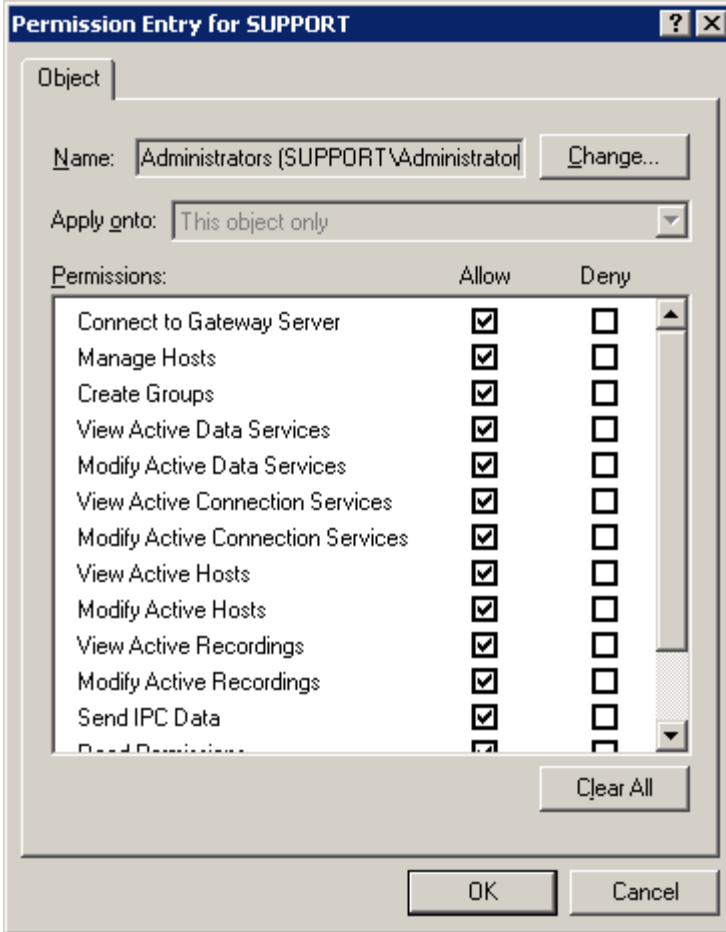 Permission Entry for SUPPORT
Object
Name: Administrators (SUPPORT\Administrator Change...
Apply onto: This object only
Permissions: Allow Deny
Connect to Gateway Server
Manage Hosts
Create Groups
View Active Data Services
Modify Active Data Services
View Active Connection Services
Modify Active Connection Services
View Active Hosts
Modify Active Hosts
View Active Recordings
Modify Active Recordings
Send IPC Data
Read Permissions
Clear All
OK Cancel